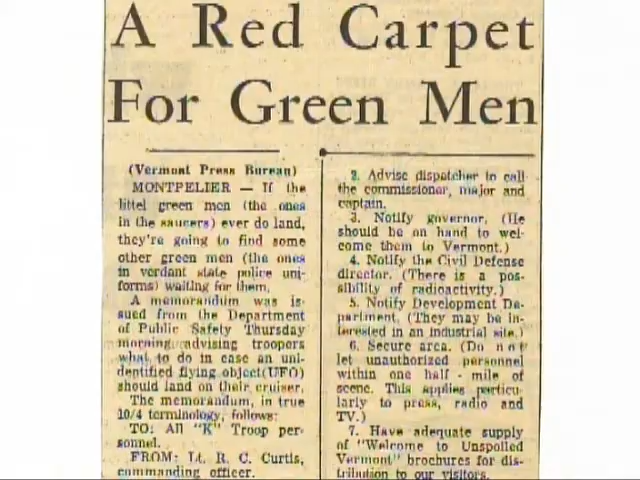 A Red Carpet
For Green Men
(Vermont Press Bureau)
MONTPELIER — If the
littel green men (the ones
in the saucers) ever do land,
they're going to find some
other green men (the ones
in verdant state police uni-
forms) waiting for them.
A memorandum was is-
sued from the Department
of Public Safety Thursday
morning advising troopers
what to do in case an uni-
dentified flying object(UFO)
should land on their cruiser.
The memorandum, in true
10/4 terminology, follows:
TO: All "K" Troop per-
sonnel.
FROM: Lt. R. C. Curtis,
commanding officer.
2. Advise dispatcher to call
the commissioner, major and
captain.
3. Notify governor. (He
should be on hand to wel-
come them to Vermont.)
4. Notify the Civil Defense
director. (There is a pos-
sibility of radioactivity.)
5. Notify Development De-
partment. (They may be in-
terested in an industrial site.)
6. Secure area. (Do not
let unauthorized personnel
within one half - mile of
scene. This applies particu-
larly to press, radio and
TV.)
7. Have adequate supply
of "Welcome to Unspoiled
Vermont" brochures for dis-
tribution to our visitors.